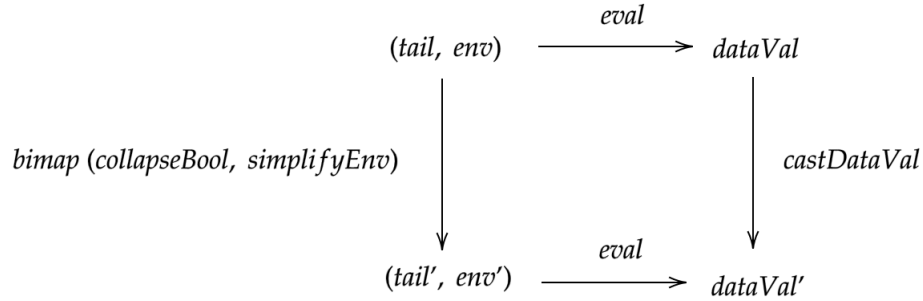 eval
(tail, env)
dataVal
bimap (collapseBool, simplifyEnv)
castDataVal
eval
(tail', env')
dataVal'